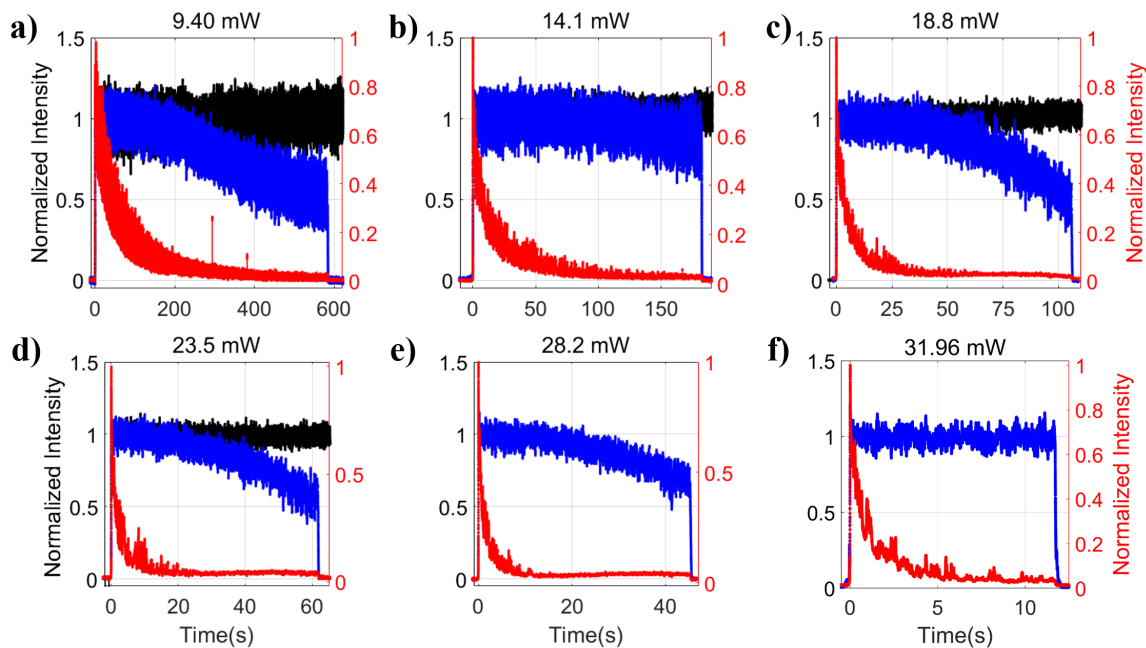 a) 9.40 mW
b) 14.1 mW
c) 18.8 mW
1.5 1 1.5 1 1.5 1
0.8 0.8 0.8
1 0.6 1 0.6 1 0.6
0.4 0.4 0.4
0.5 0.5 0.5
0.2 0.2 0.2
0 0 0 0 0 0
Normalized Intensity
Normalized Intensity
0 200 400 600
0 50 100 150
0 25 50 75 100
d) 23.5 mW
e) 28.2 mW
f) 31.96 mW
1.5 1 1.5 1 1.5 1
0.8
1 1 1 0.6
0.5 0.5 0.4
0.5 0.5 0.5
0.2
0 0 0 0 0 0
Normalized Intensity
Normalized Intensity
0 20 40 60
0 20 40
0 5 10
Time(s)
Time(s)
Time(s)